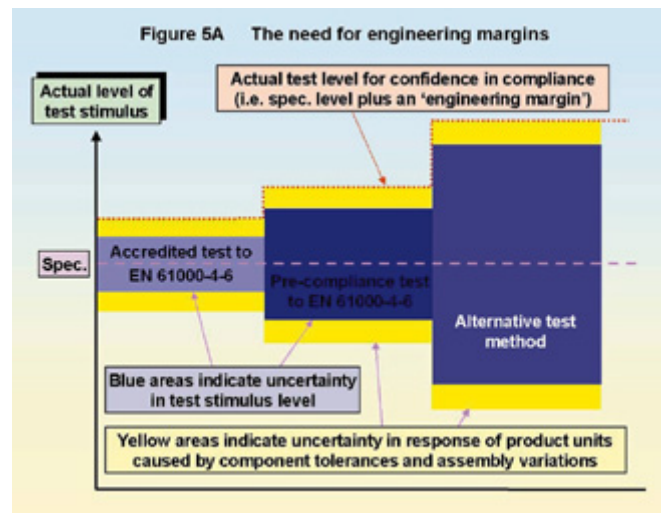 Figure 5A The need for engineering margins
Actual level of
test stimulus
Actual test level for confidence in compliance
(i.e. spec. level plus an ‘engineering margin’)
Spec.
Accredited test to
EN 61000-4-6
Pre-compliance test
to EN 61000-4-6
Alternative test
method
Blue areas indicate uncertainty
in test stimulus level
Yellow areas indicate uncertainty in response of product units
caused by component tolerances and assembly variations